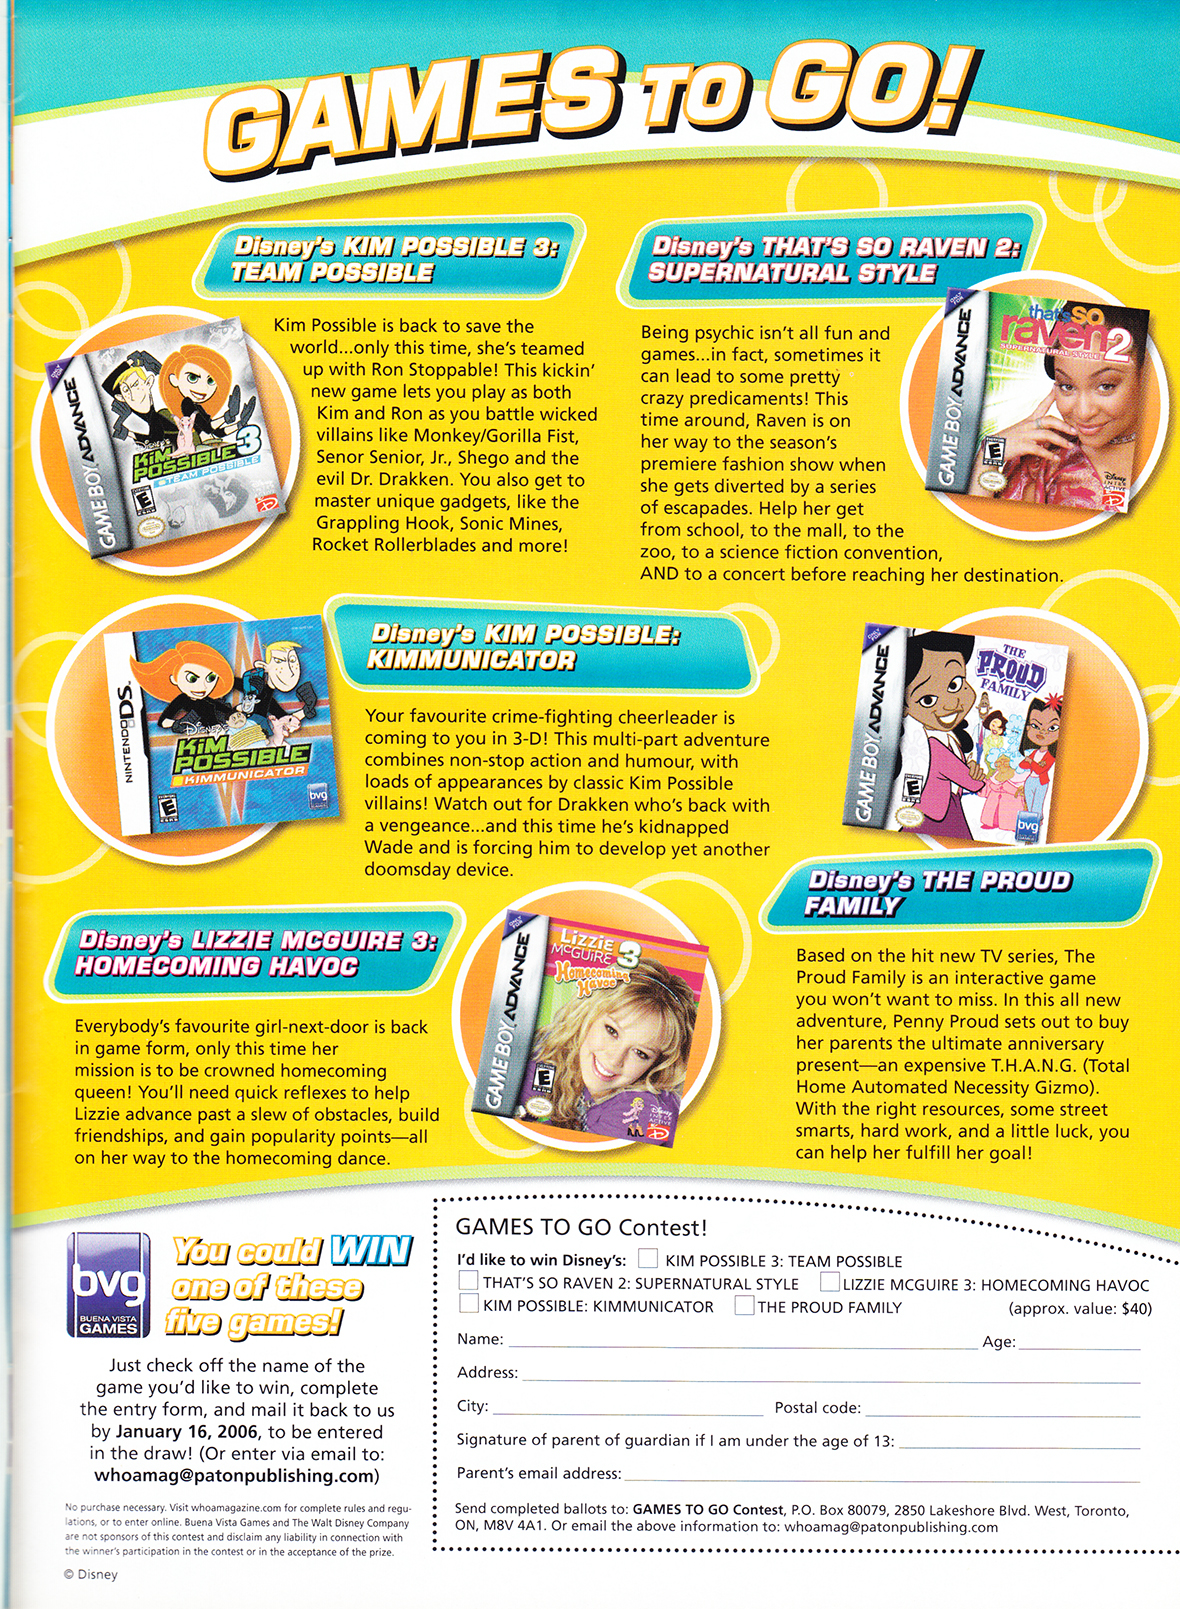 GAMES TO GO!
Disney's KIM POSSIBLE 3:
TEAM POSSIBLE
Kim Possible is back to save the
world...only this time, she's teamed
up with Ron Stoppable! This kickin'
new game lets you play as both
Kim and Ron as you battle wicked
villains like Monkey/Gorilla Fist,
Senor Senior, Jr., Shego and the
evil Dr. Drakken. You also get to
master unique gadgets, like the
Grappling Hook, Sonic Mines,
Rocket Rollerblades and more!
ONLY FOR
GAME BOY ADVANCE
Disney's
KiM
POSSIBLE 3
TEAM POSSIBLE
EVERYONE
E
Disney's THAT'S SO RAVEN 2:
SUPERNATURAL STYLE
Being psychic isn't all fun and
games...in fact, sometimes it
can lead to some pretty
crazy predicaments! This
time around, Raven is on
her way to the season's
premiere fashion show when
she gets diverted by a series
of escapades. Help her get
from school, to the mall, to the
zoo, to a science fiction convention,
AND to a concert before reaching her destination.
ONLY FOR
GAME BOY ADVANCE
that's so
raven 2
SUPERNATURAL STYLE
E
Disney
INTER
ACTIVE
NINTENDO DS
Disney's
KiM
POSSIBLE
KIMMUNICATOR
E
bvg
Disney's KIM POSSIBLE:
KIMMUNICATOR
Your favourite crime-fighting cheerleader is
coming to you in 3-D! This multi-part adventure
combines non-stop action and humour, with
loads of appearances by classic Kim Possible
villains! Watch out for Drakken who's back with
a vengeance...and this time he's kidnapped
Wade and is forcing him to develop yet another
doomsday device.
ONLY FOR
GAME BOY ADVANCE
THE
PROUD
FAMILY
E
bvg
Disney's THE PROUD
FAMILY
Based on the hit new TV series, The
Proud Family is an interactive game
you won't want to miss. In this all new
adventure, Penny Proud sets out to buy
her parents the ultimate anniversary
present—an expensive T.H.A.N.G. (Total
Home Automated Necessity Gizmo).
With the right resources, some street
smarts, hard work, and a little luck, you
can help her fulfill her goal!
Disney's LIZZIE MCGUIRE 3:
HOMECOMING HAVOC
Everybody's favourite girl-next-door is back
in game form, only this time her
mission is to be crowned homecoming
queen! You'll need quick reflexes to help
Lizzie advance past a slew of obstacles, build
friendships, and gain popularity points—all
on her way to the homecoming dance.
ONLY FOR
GAME BOY ADVANCE
Lizzie
McGUiRE 3
Homecoming
Havoc
E
Disney
INTER
ACTIVE
bvg
BUENA VISTA
GAMES
You could WIN
one of these
five games!
Just check off the name of the
game you'd like to win, complete
the entry form, and mail it back to us
by January 16, 2006, to be entered
in the draw! (Or enter via email to:
whoamag@patonpublishing.com)
No purchase necessary. Visit whoamagazine.com for complete rules and regu-
lations, or to enter online. Buena Vista Games and The Walt Disney Company
are not sponsors of this contest and disclaim any liability in connection with
the winner's participation in the contest or in the acceptance of the prize.
© Disney
GAMES TO GO Contest!
I'd like to win Disney's: KIM POSSIBLE 3: TEAM POSSIBLE
THAT'S SO RAVEN 2: SUPERNATURAL STYLE LIZZIE MCGUIRE 3: HOMECOMING HAVOC
KIM POSSIBLE: KIMMUNICATOR THE PROUD FAMILY (approx. value: $40)
Name: Age:
Address:
City: Postal code:
Signature of parent of guardian if I am under the age of 13:
Parent's email address:
Send completed ballots to: GAMES TO GO Contest, P.O. Box 80079, 2850 Lakeshore Blvd. West, Toronto,
ON, M8V 4A1. Or email the above information to: whoamag@patonpublishing.com